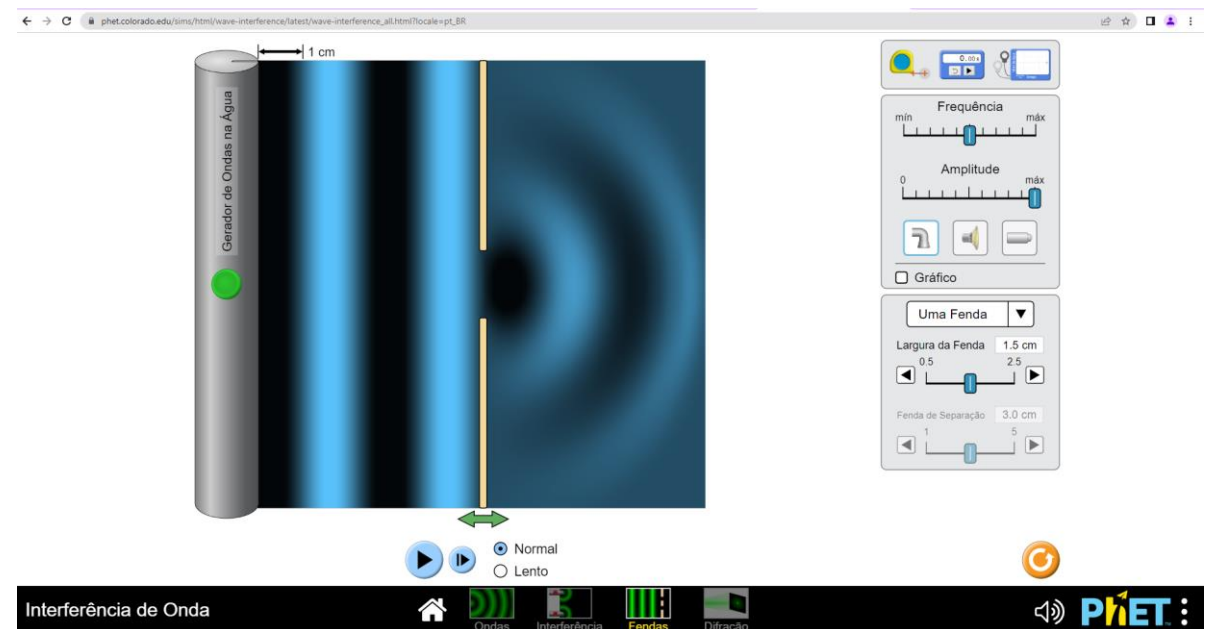 phet.colorado.edu/sims/html/wave-interference/latest/wave-interference_all.html?locale=pt_BR
1 cm
Gerador de Ondas na Água
0.00 s
Frequência
mín
máx
Amplitude
0
máx
Gráfico
Uma Fenda
Largura da Fenda 1.5 cm
0.5 2.5
Fenda de Separação 3.0 cm
1 5
Normal
Lento
Interferência de Onda
Ondas Interferência Fendas Difração
PhET